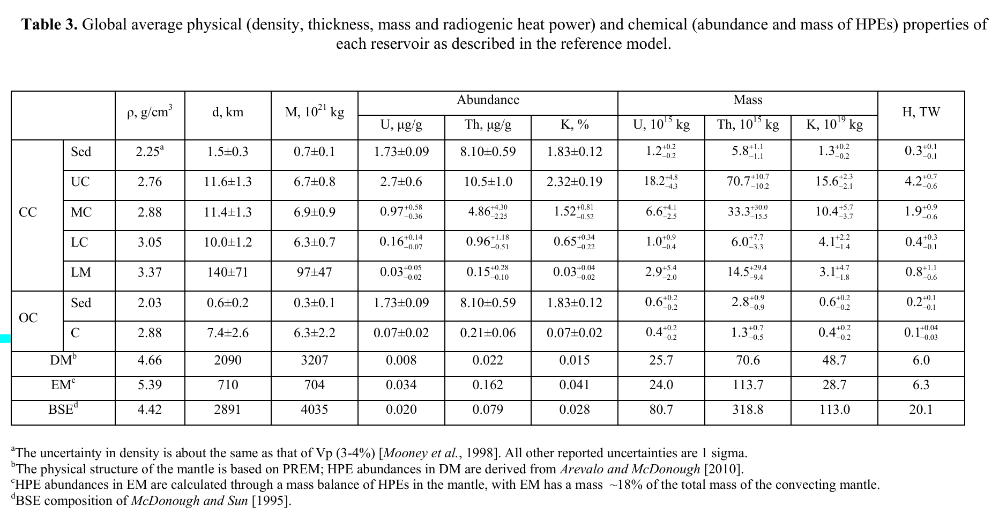 Table 3. Global average physical (density, thickness, mass and radiogenic heat power) and chemical (abundance and mass of HPEs) properties of
each reservoir as described in the reference model.
ρ, g/cm³ d, km M, 10²¹ kg Abundance Mass H, TW
U, μg/g Th, μg/g K, % U, 10¹⁵ kg Th, 10¹⁵ kg K, 10¹⁹ kg
CC
Sed 2.25ᵃ 1.5±0.3 0.7±0.1 1.73±0.09 8.10±0.59 1.83±0.12 1.2+0.2−0.2 5.8+1.1−1.1 1.3+0.2−0.2 0.3+0.1−0.1
UC 2.76 11.6±1.3 6.7±0.8 2.7±0.6 10.5±1.0 2.32±0.19 18.2+4.8−4.3 70.7+10.7−10.2 15.6+2.3−2.1 4.2+0.7−0.6
MC 2.88 11.4±1.3 6.9±0.9 0.97+0.58−0.36 4.86+4.30−2.25 1.52+0.81−0.52 6.6+4.1−2.5 33.3+30.0−15.5 10.4+5.7−3.7 1.9+0.9−0.6
LC 3.05 10.0±1.2 6.3±0.7 0.16+0.14−0.07 0.96+1.18−0.51 0.65+0.34−0.22 1.0+0.9−0.4 6.0+7.7−3.3 4.1+2.2−1.4 0.4+0.3−0.1
LM 3.37 140±71 97±47 0.03+0.05−0.02 0.15+0.28−0.10 0.03+0.04−0.02 2.9+5.4−2.0 14.5+29.4−9.4 3.1+4.7−1.8 0.8+1.1−0.6
OC
Sed 2.03 0.6±0.2 0.3±0.1 1.73±0.09 8.10±0.59 1.83±0.12 0.6+0.2−0.2 2.8+0.9−0.9 0.6+0.2−0.2 0.2+0.1−0.1
C 2.88 7.4±2.6 6.3±2.2 0.07±0.02 0.21±0.06 0.07±0.02 0.4+0.2−0.2 1.3+0.7−0.5 0.4+0.2−0.2 0.1+0.04−0.03
DMᵇ 4.66 2090 3207 0.008 0.022 0.015 25.7 70.6 48.7 6.0
EMᶜ 5.39 710 704 0.034 0.162 0.041 24.0 113.7 28.7 6.3
BSEᵈ 4.42 2891 4035 0.020 0.079 0.028 80.7 318.8 113.0 20.1
ᵃThe uncertainty in density is about the same as that of Vp (3-4%) [Mooney et al., 1998]. All other reported uncertainties are 1 sigma.
ᵇThe physical structure of the mantle is based on PREM; HPE abundances in DM are derived from Arevalo and McDonough [2010].
ᶜHPE abundances in EM are calculated through a mass balance of HPEs in the mantle, with EM has a mass ~18% of the total mass of the convecting mantle.
ᵈBSE composition of McDonough and Sun [1995].